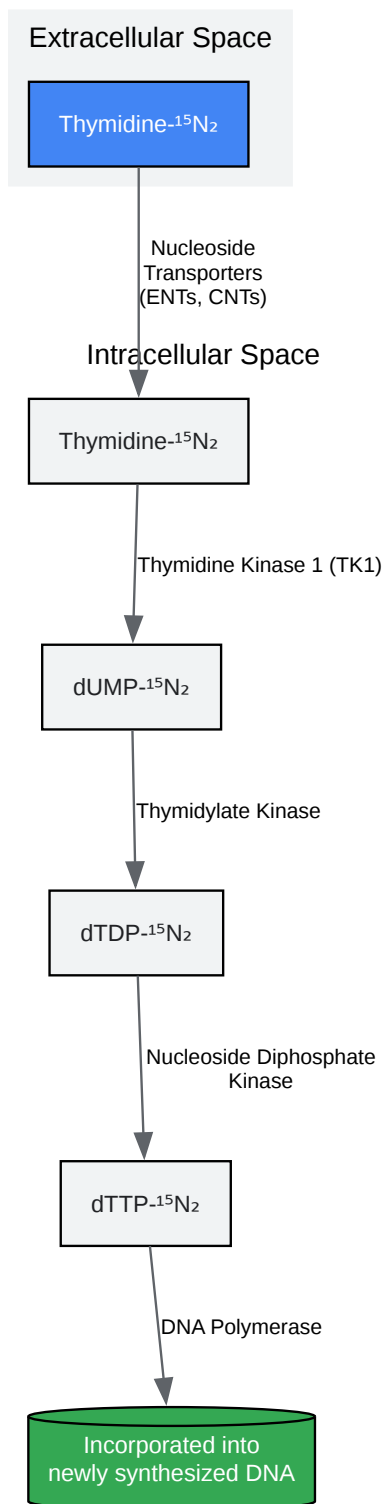 Extracellular Space
Thymidine-¹⁵N₂
Nucleoside
Transporters
(ENTs, CNTs)
Intracellular Space
Thymidine-¹⁵N₂
Thymidine Kinase 1 (TK1)
dUMP-¹⁵N₂
Thymidylate Kinase
dTDP-¹⁵N₂
Nucleoside Diphosphate
Kinase
dTTP-¹⁵N₂
DNA Polymerase
Incorporated into
newly synthesized DNA